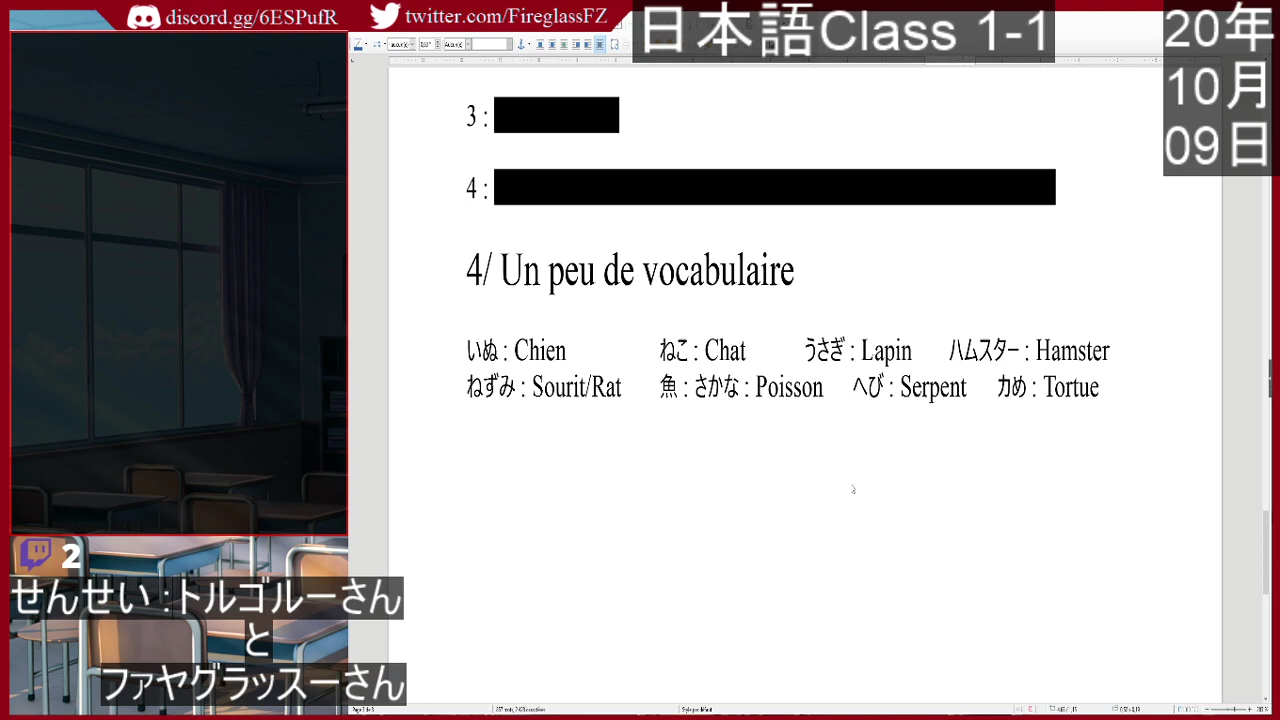 discord.gg/6ESPufR
twitter.com/FireglassFZ
日本語Class 1-1
20年
10月
09日
3 :
4 :
4/ Un peu de vocabulaire
いぬ : Chien ねこ : Chat うさぎ : Lapin ハムスター : Hamster
ねずみ : Sourit/Rat 魚 : さかな : Poisson へび : Serpent カめ : Tortue
2
せんせい :トルゴルーさん
と
ファヤグラッスーさん